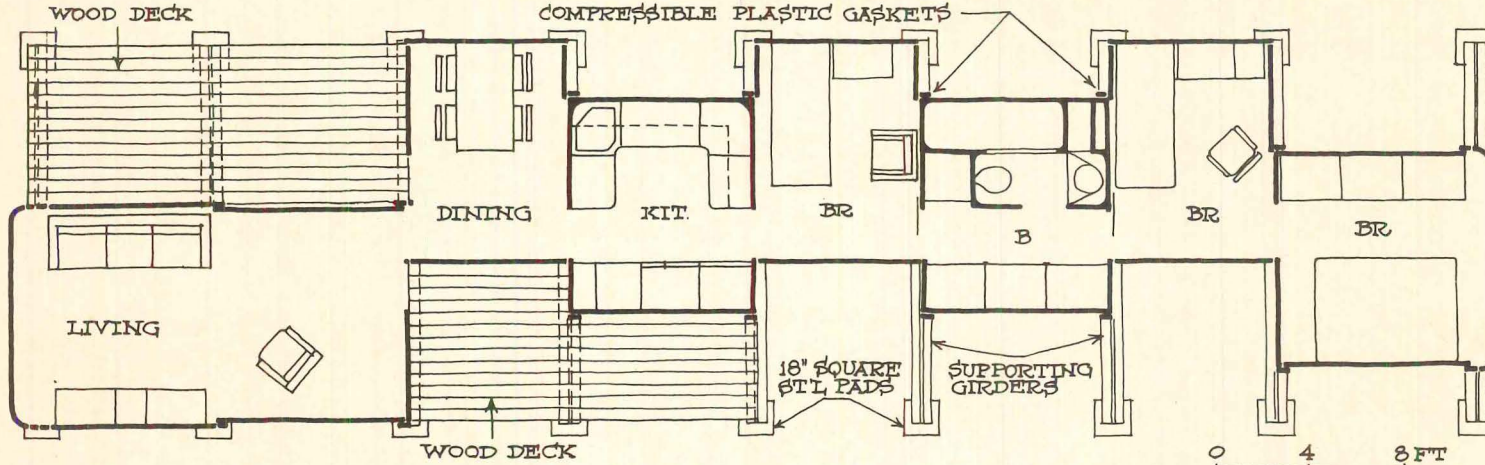 WOOD DECK
COMPRESSIBLE PLASTIC GASKETS
DINING
KIT.
BR
B
BR
BR
LIVING
18" SQUARE
STL PADS
SUPPORTING
GIRDERS
WOOD DECK
0 4 8 FT